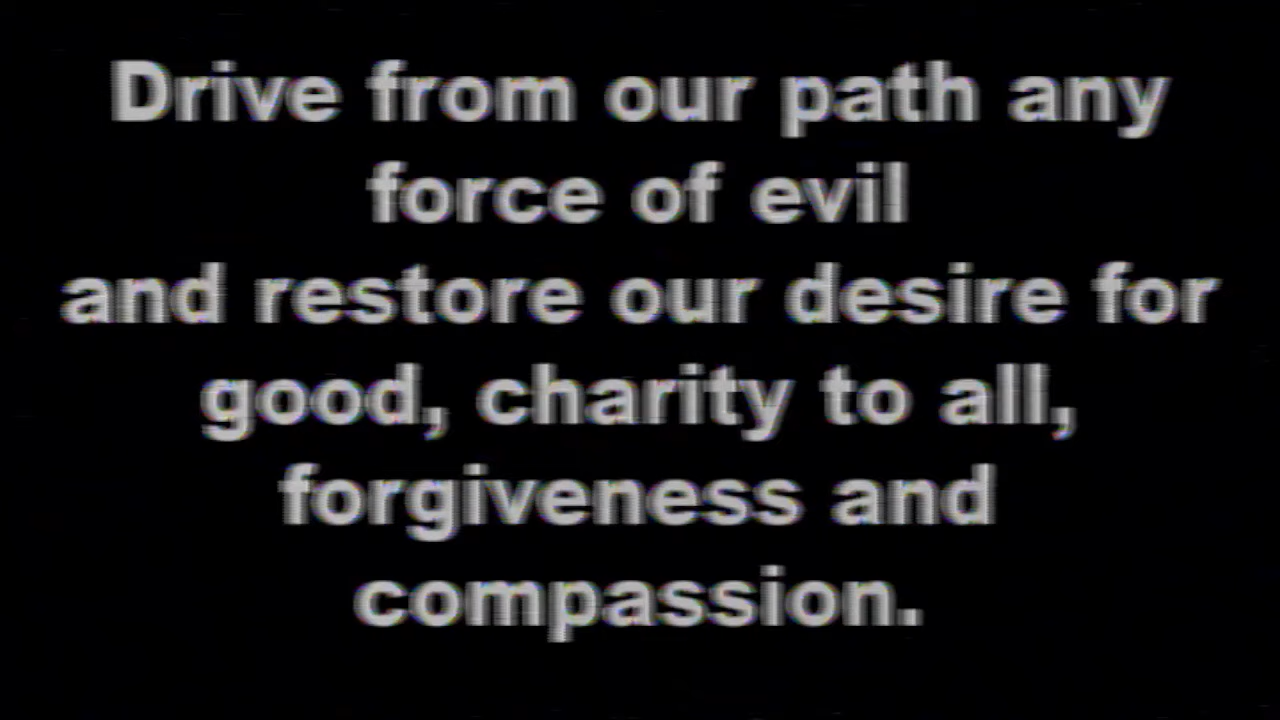 Drive from our path any
force of evil
and restore our desire for
good, charity to all,
forgiveness and
compassion.